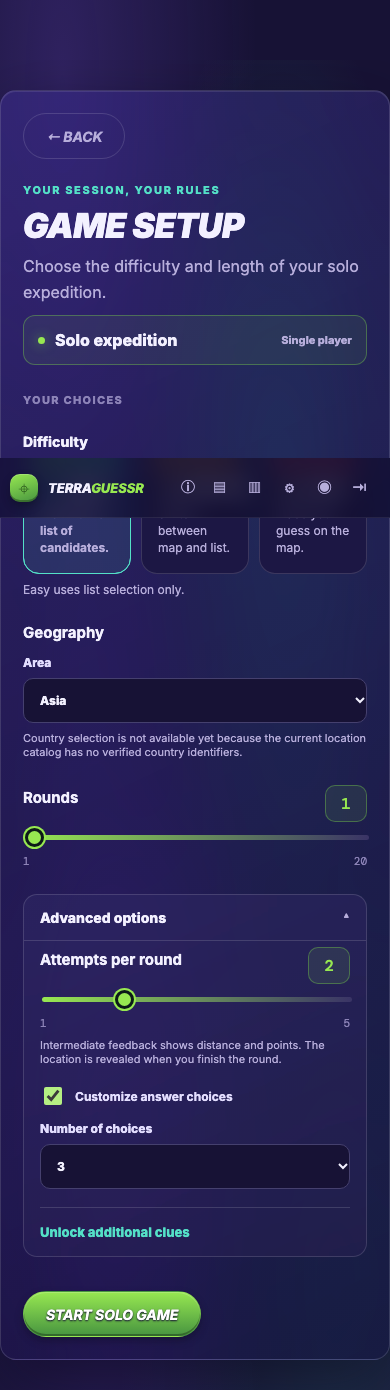 ← BACK
YOUR SESSION, YOUR RULES
GAME SETUP
Choose the difficulty and length of your solo
expedition.
Solo expedition
Single player
YOUR CHOICES
Difficulty
TERRAGUESSR
list of
candidates.
between
map and list.
guess on the
map.
Easy uses list selection only.
Geography
Area
Asia
Country selection is not available yet because the current location
catalog has no verified country identifiers.
Rounds
1
1
20
Advanced options
Attempts per round
2
1
5
Intermediate feedback shows distance and points. The
location is revealed when you finish the round.
Customize answer choices
Number of choices
3
Unlock additional clues
START SOLO GAME